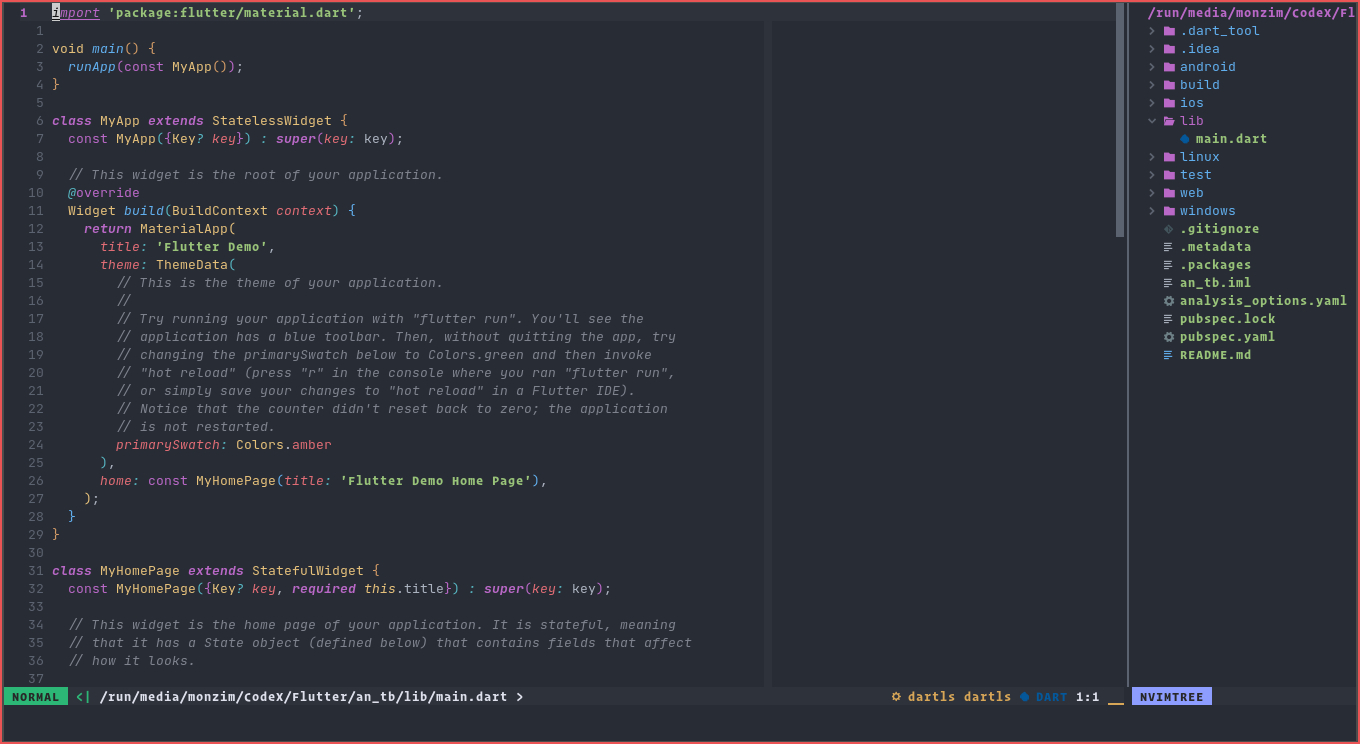 1 import 'package:flutter/material.dart';
1
2 void main() {
3   runApp(const MyApp());
4 }
5
6 class MyApp extends StatelessWidget {
7   const MyApp({Key? key}) : super(key: key);
8
9   // This widget is the root of your application.
10   @override
11   Widget build(BuildContext context) {
12     return MaterialApp(
13       title: 'Flutter Demo',
14       theme: ThemeData(
15         // This is the theme of your application.
16         //
17         // Try running your application with "flutter run". You'll see the
18         // application has a blue toolbar. Then, without quitting the app, try
19         // changing the primarySwatch below to Colors.green and then invoke
20         // "hot reload" (press "r" in the console where you ran "flutter run",
21         // or simply save your changes to "hot reload" in a Flutter IDE).
22         // Notice that the counter didn't reset back to zero; the application
23         // is not restarted.
24         primarySwatch: Colors.amber
25       ),
26       home: const MyHomePage(title: 'Flutter Demo Home Page'),
27     );
28   }
29 }
30
31 class MyHomePage extends StatefulWidget {
32   const MyHomePage({Key? key, required this.title}) : super(key: key);
33
34   // This widget is the home page of your application. It is stateful, meaning
35   // that it has a State object (defined below) that contains fields that affect
36   // how it looks.
37
NORMAL <| /run/media/monzim/CodeX/Flutter/an_tb/lib/main.dart > dartls dartls DART 1:1
/run/media/monzim/CodeX/Fl
.dart_tool
.idea
android
build
ios
lib
main.dart
linux
test
web
windows
.gitignore
.metadata
.packages
an_tb.iml
analysis_options.yaml
pubspec.lock
pubspec.yaml
README.md
NVIMTREE